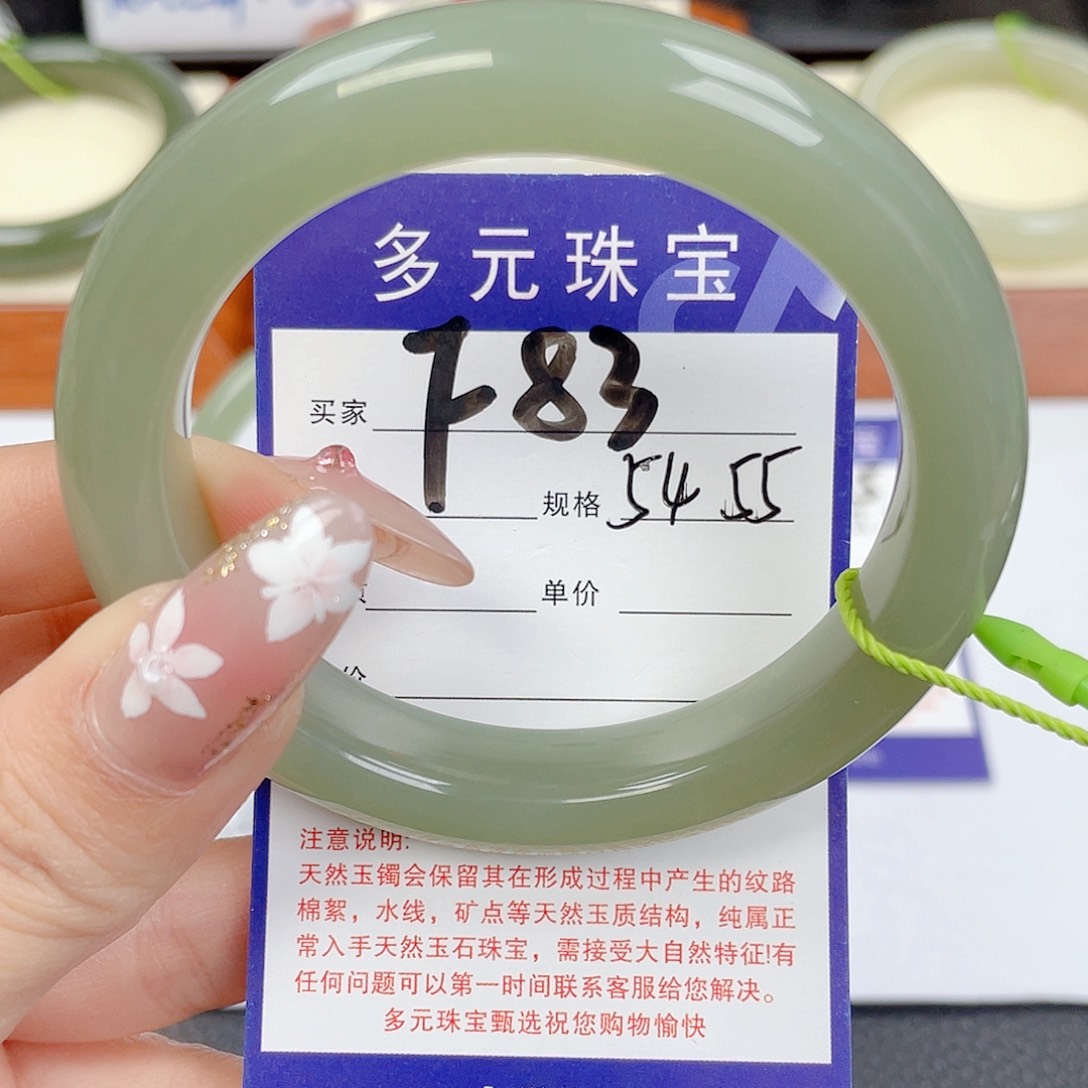 多元珠宝
买家 F83
规格 54 55
单价
价
注意说明:
天然玉镯会保留其在形成过程中产生的纹路
棉絮，水线，矿点等天然玉质结构，纯属正
常入手天然玉石珠宝，需接受大自然特征!有
任何问题可以第一时间联系客服给您解决。
多元珠宝甄选祝您购物愉快